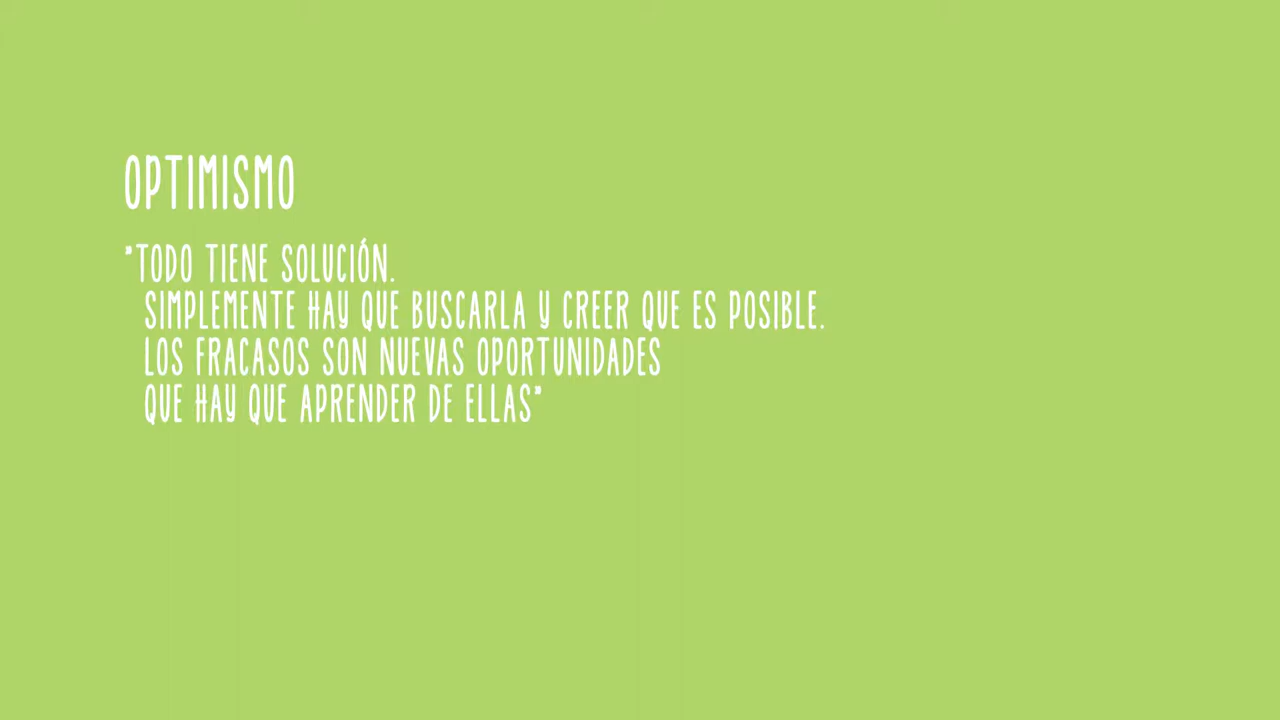 OPTIMISMO
"TODO TIENE SOLUCIÓN.
SIMPLEMENTE HAY QUE BUSCARLA Y CREER QUE ES POSIBLE.
LOS FRACASOS SON NUEVAS OPORTUNIDADES
QUE HAY QUE APRENDER DE ELLAS"